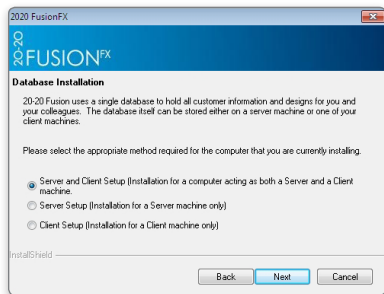 2020 FusionFX
20-20 FUSION FX
Database Installation
20-20 Fusion uses a single database to hold all customer information and designs for you and
your colleagues. The database itself can be stored either on a server machine or one of your
client machines.
Please select the appropriate method required for the computer that you are currently installing.
Server and Client Setup (Installation for a computer acting as both a Server and a Client
machine.
Server Setup (Installation for a Server machine only)
Client Setup (Installation for a Client machine only)
InstallShield
Back Next Cancel